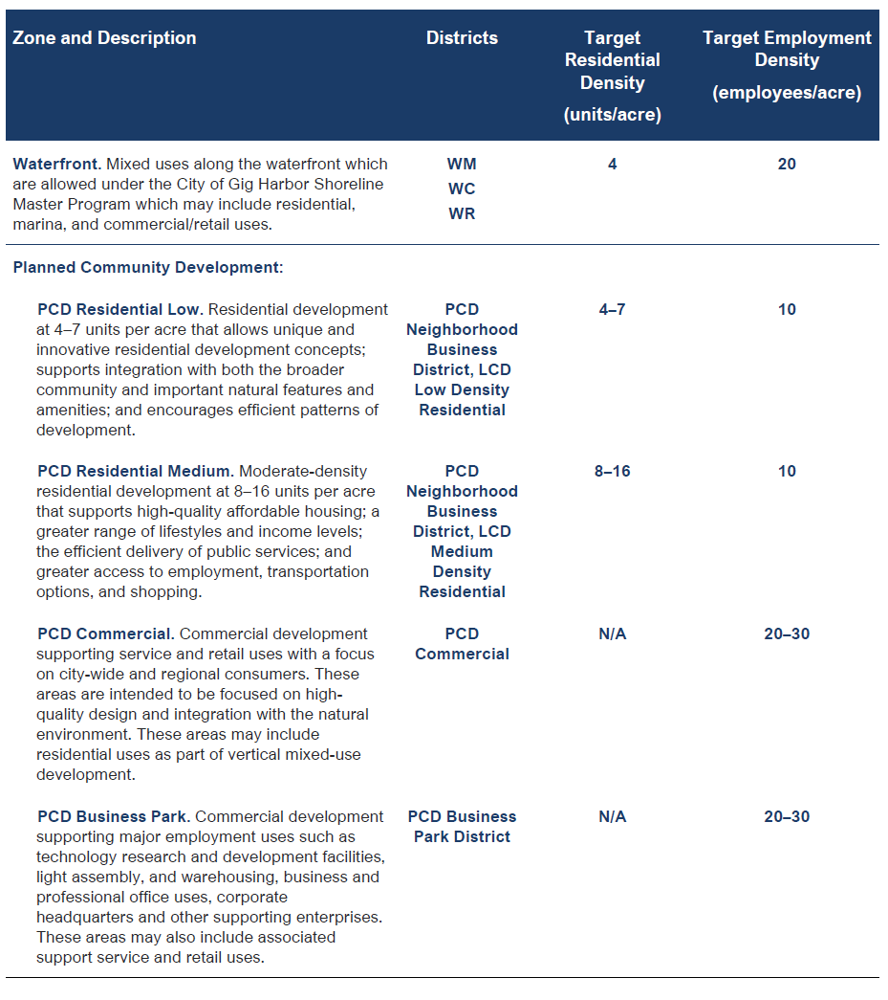 Zone and Description
Districts
Target
Residential
Density
(units/acre)
Target Employment
Density
(employees/acre)
Waterfront. Mixed uses along the waterfront which
are allowed under the City of Gig Harbor Shoreline
Master Program which may include residential,
marina, and commercial/retail uses.
WM
WC
WR
4
20
Planned Community Development:
PCD Residential Low. Residential development
at 4–7 units per acre that allows unique and
innovative residential development concepts;
supports integration with both the broader
community and important natural features and
amenities; and encourages efficient patterns of
development.
PCD
Neighborhood
Business
District, LCD
Low Density
Residential
4–7
10
PCD Residential Medium. Moderate-density
residential development at 8–16 units per acre
that supports high-quality affordable housing; a
greater range of lifestyles and income levels;
the efficient delivery of public services; and
greater access to employment, transportation
options, and shopping.
PCD
Neighborhood
Business
District, LCD
Medium
Density
Residential
8–16
10
PCD Commercial. Commercial development
supporting service and retail uses with a focus
on city-wide and regional consumers. These
areas are intended to be focused on high-
quality design and integration with the natural
environment. These areas may include
residential uses as part of vertical mixed-use
development.
PCD
Commercial
N/A
20–30
PCD Business Park. Commercial development
supporting major employment uses such as
technology research and development facilities,
light assembly, and warehousing, business and
professional office uses, corporate
headquarters and other supporting enterprises.
These areas may also include associated
support service and retail uses.
PCD Business
Park District
N/A
20–30